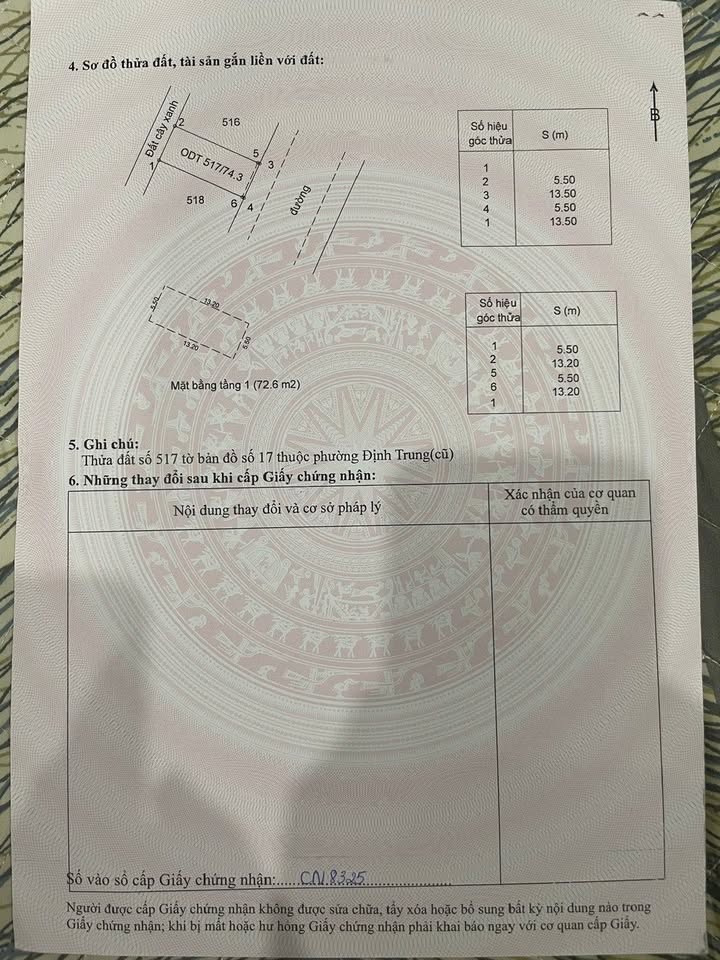 4. Sơ đồ thửa đất, tài sản gắn liền với đất:
B
Đất cây xanh
2
516
ODT 517/74.3
5
3
1
518
6
4
đường
Số hiệu góc thửa S (m)
1
2 5.50
3 13.50
4 5.50
1 13.50
5.50
13.20
13.20
5.50
Mặt bằng tầng 1 (72.6 m2)
Số hiệu góc thửa S (m)
1 5.50
2 13.20
5 5.50
6 13.20
1
5. Ghi chú:
Thửa đất số 517 tờ bản đồ số 17 thuộc phường Định Trung(cũ)
6. Những thay đổi sau khi cấp Giấy chứng nhận:
Nội dung thay đổi và cơ sở pháp lý
Xác nhận của cơ quan
có thẩm quyền
Số vào sổ cấp Giấy chứng nhận:.....CN.8325.....................
Người được cấp Giấy chứng nhận không được sửa chữa, tẩy xóa hoặc bổ sung bất kỳ nội dung nào trong
Giấy chứng nhận; khi bị mất hoặc hư hỏng Giấy chứng nhận phải khai báo ngay với cơ quan cấp Giấy.